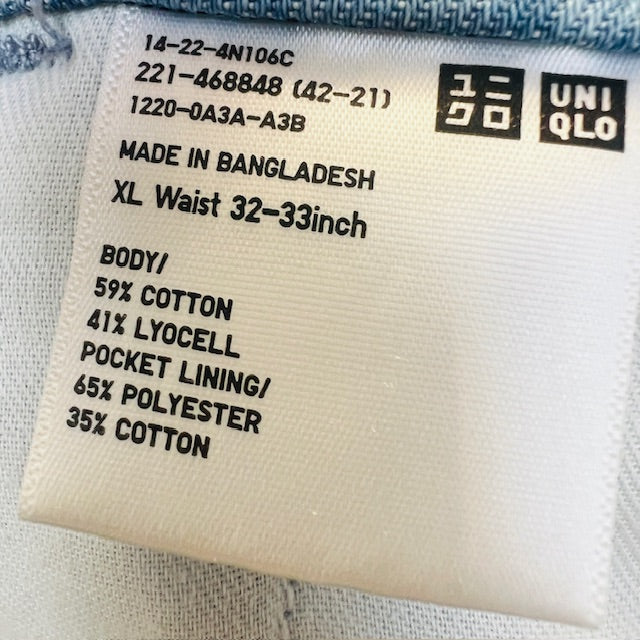 14-22-4N106C
221-468848 (42-21)
1220-0A3A-A3B
ユニ
クロ
UNI
QLO
MADE IN BANGLADESH
XL Waist 32-33inch
BODY/
59% COTTON
41% LYOCELL
POCKET LINING/
65% POLYESTER
35% COTTON